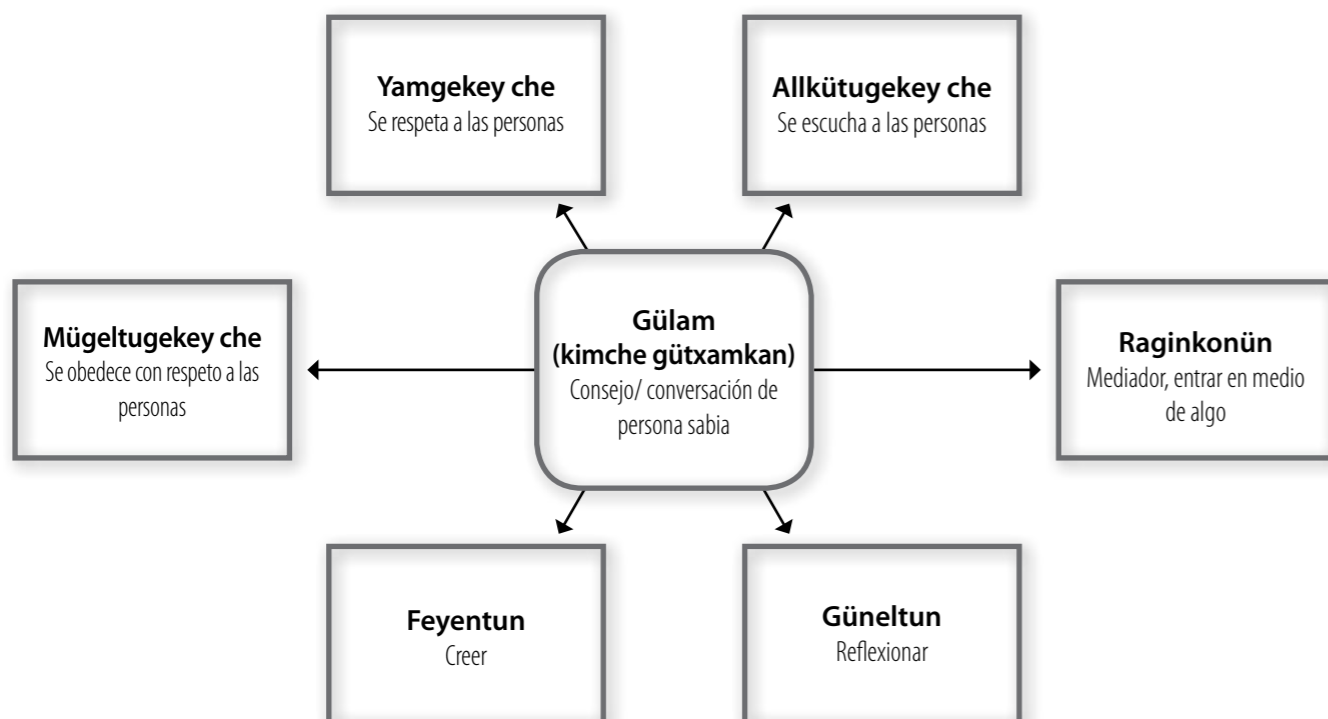 Yamgekey che
Se respeta a las personas
Allkütugekey che
Se escucha a las personas
Mügeltugekey che
Se obedece con respeto a las
personas
Gülam
(kimche gütxamkan)
Consejo/ conversación de
persona sabia
Raginkonün
Mediador, entrar en medio
de algo
Feyentun
Creer
Güneltun
Reflexionar